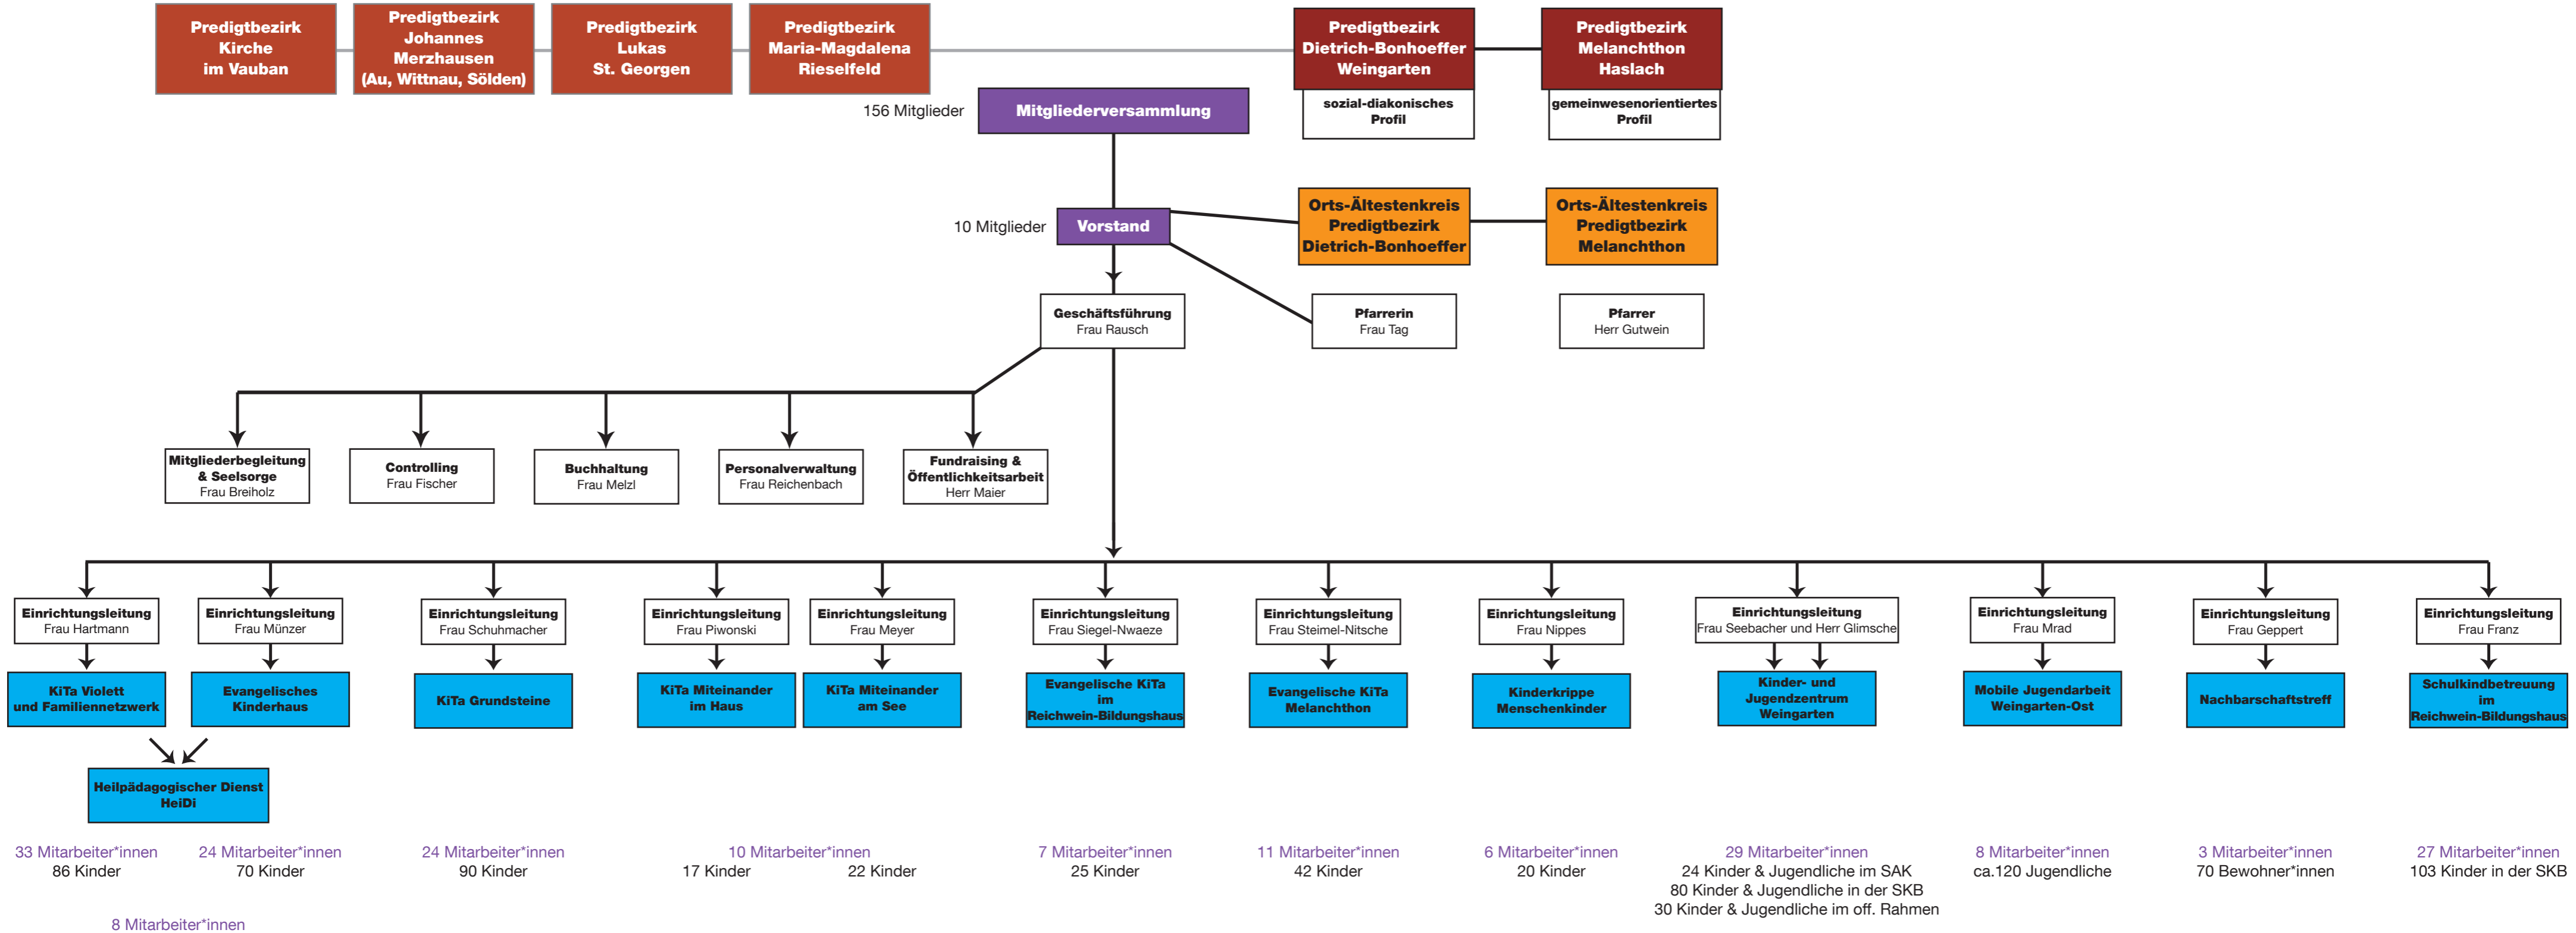 Predigtbezirk
Kirche
im Vauban
Predigtbezirk
Johannes
Merzhausen
(Au, Wittnau, Sölden)
Predigtbezirk
Lukas
St. Georgen
Predigtbezirk
Maria-Magdalena
Rieselfeld
Predigtbezirk
Dietrich-Bonhoeffer
Weingarten
Predigtbezirk
Melanchthon
Haslach
sozial-diakonisches
Profil
gemeinwesenorientiertes
Profil
156 Mitglieder
Mitgliederversammlung
10 Mitglieder
Vorstand
Orts-Ältestenkreis
Predigtbezirk
Dietrich-Bonhoeffer
Orts-Ältestenkreis
Predigtbezirk
Melanchthon
Geschäftsführung
Frau Rausch
Pfarrerin
Frau Tag
Pfarrer
Herr Gutwein
Mitgliederbegleitung
& Seelsorge
Frau Breiholz
Controlling
Frau Fischer
Buchhaltung
Frau Melzl
Personalverwaltung
Frau Reichenbach
Fundraising &
Öffentlichkeitsarbeit
Herr Maier
Einrichtungsleitung
Frau Hartmann
Einrichtungsleitung
Frau Münzer
Einrichtungsleitung
Frau Schuhmacher
Einrichtungsleitung
Frau Piwonski
Einrichtungsleitung
Frau Meyer
Einrichtungsleitung
Frau Siegel-Nwaeze
Einrichtungsleitung
Frau Steimel-Nitsche
Einrichtungsleitung
Frau Nippes
Einrichtungsleitung
Frau Seebacher und Herr Glimsche
Einrichtungsleitung
Frau Mrad
Einrichtungsleitung
Frau Geppert
Einrichtungsleitung
Frau Franz
KiTa Violett
und Familiennetzwerk
Evangelisches
Kinderhaus
KiTa Grundsteine
KiTa Miteinander
im Haus
KiTa Miteinander
am See
Evangelische KiTa
im
Reichwein-Bildungshaus
Evangelische KiTa
Melanchthon
Kinderkrippe
Menschenkinder
Kinder- und
Jugendzentrum
Weingarten
Mobile Jugendarbeit
Weingarten-Ost
Nachbarschaftstreff
Schulkindbetreuung
im
Reichwein-Bildungshaus
Heilpädagogischer Dienst
HeiDi
33 Mitarbeiter*innen
86 Kinder
24 Mitarbeiter*innen
70 Kinder
24 Mitarbeiter*innen
90 Kinder
10 Mitarbeiter*innen
17 Kinder
22 Kinder
7 Mitarbeiter*innen
25 Kinder
11 Mitarbeiter*innen
42 Kinder
6 Mitarbeiter*innen
20 Kinder
29 Mitarbeiter*innen
24 Kinder & Jugendliche im SAK
80 Kinder & Jugendliche in der SKB
30 Kinder & Jugendliche im off. Rahmen
8 Mitarbeiter*innen
ca.120 Jugendliche
3 Mitarbeiter*innen
70 Bewohner*innen
27 Mitarbeiter*innen
103 Kinder in der SKB
8 Mitarbeiter*innen